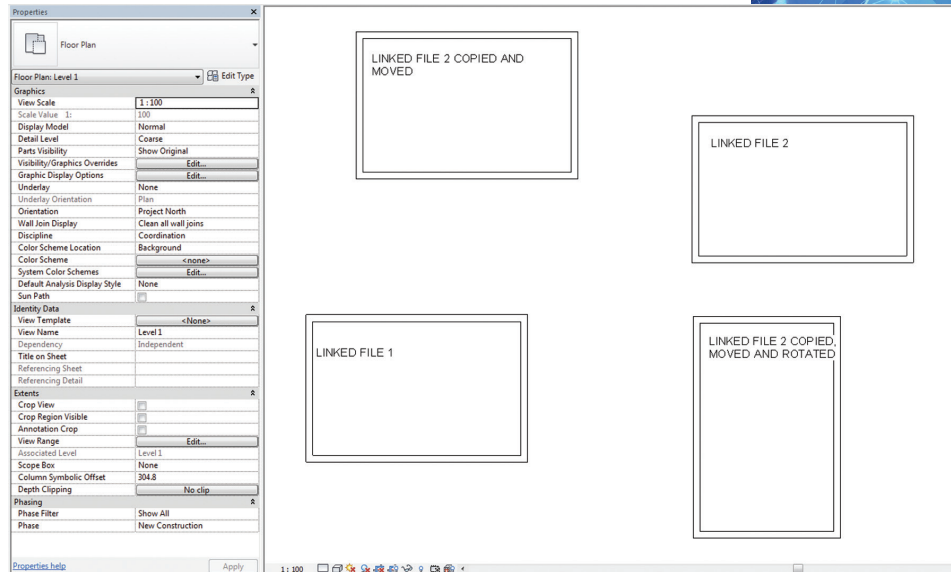 Properties
Floor Plan
Floor Plan: Level 1 Edit Type
Graphics
View Scale 1 : 100
Scale Value 1: 100
Display Model Normal
Detail Level Coarse
Parts Visibility Show Original
Visibility/Graphics Overrides Edit...
Graphic Display Options Edit...
Underlay None
Underlay Orientation Plan
Orientation Project North
Wall Join Display Clean all wall joins
Discipline Coordination
Color Scheme Location Background
Color Scheme <none>
System Color Schemes Edit...
Default Analysis Display Style None
Sun Path
Identity Data
View Template <None>
View Name Level 1
Dependency Independent
Title on Sheet
Referencing Sheet
Referencing Detail
Extents
Crop View
Crop Region Visible
Annotation Crop
View Range Edit...
Associated Level Level 1
Scope Box None
Column Symbolic Offset 304.8
Depth Clipping No clip
Phasing
Phase Filter Show All
Phase New Construction
Properties help Apply
LINKED FILE 2 COPIED AND
MOVED
LINKED FILE 2
LINKED FILE 1
LINKED FILE 2 COPIED,
MOVED AND ROTATED
1 : 100